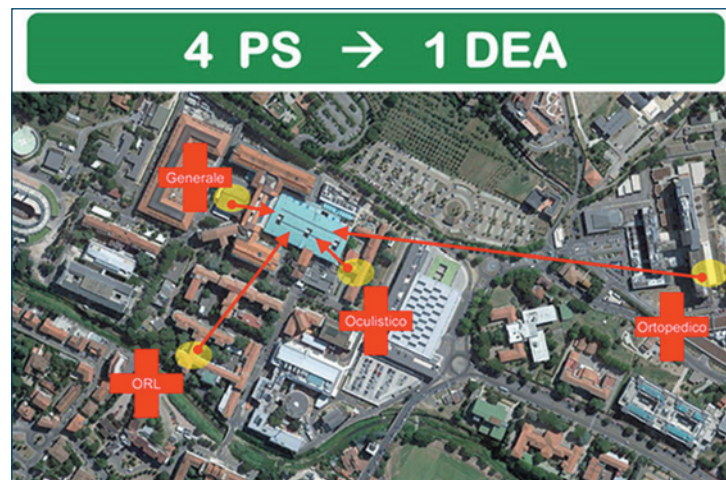 4 PS → 1 DEA
Generale
Oculistico
Ortopedico
ORL